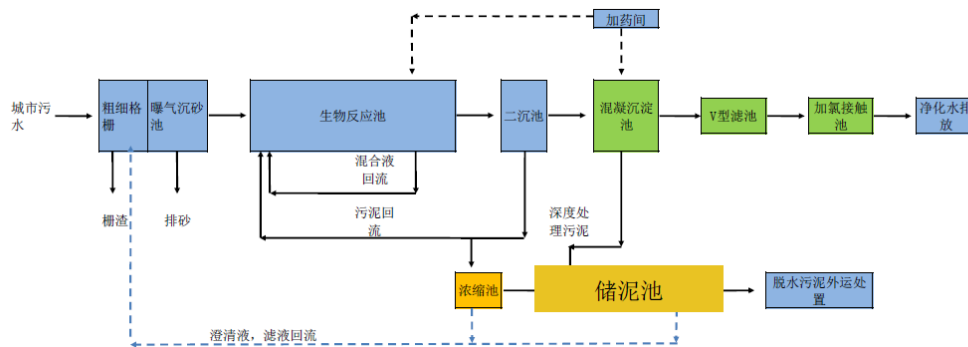 加药间
城市污
水
粗细格
栅
曝气沉砂
池
生物反应池
二沉池
混凝沉淀
池
V型滤池
加氯接触
池
净化水排
放
混合液
回流
栅渣
排砂
污泥回
流
深度处
理污泥
浓缩池
储泥池
脱水污泥外运处
置
澄清液，滤液回流